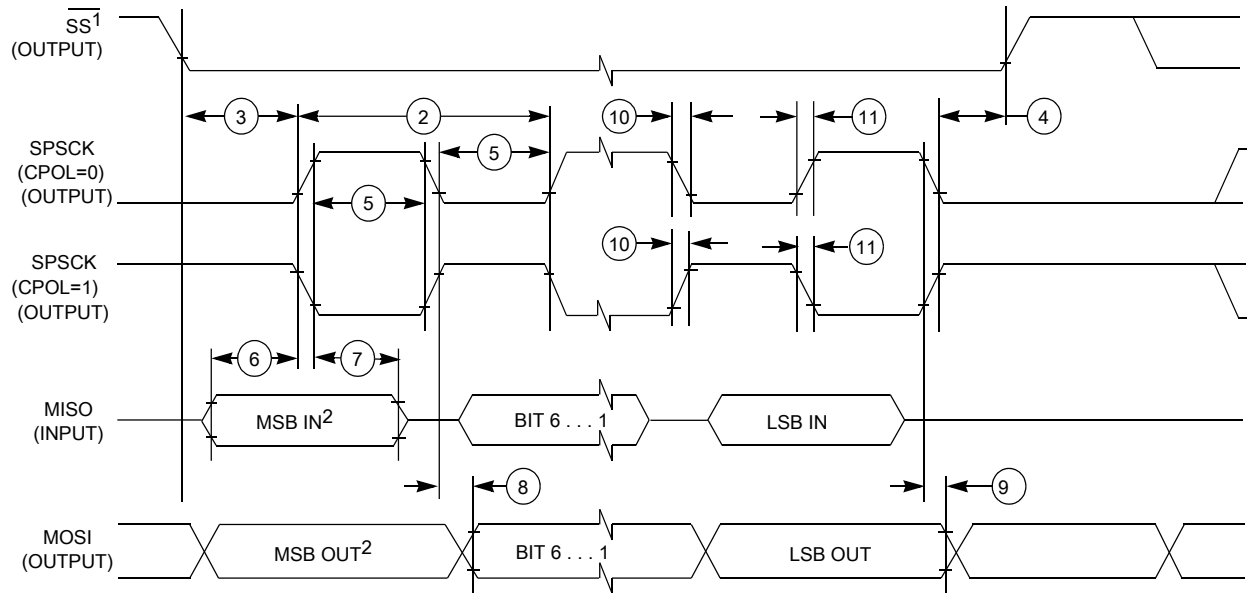 SS¹
(OUTPUT)
3
2
10
11
4
SPSCK
(CPOL=0)
(OUTPUT)
5
5
10
11
SPSCK
(CPOL=1)
(OUTPUT)
6
7
MISO
(INPUT)
MSB IN²
BIT 6 . . . 1
LSB IN
8
9
MOSI
(OUTPUT)
MSB OUT²
BIT 6 . . . 1
LSB OUT